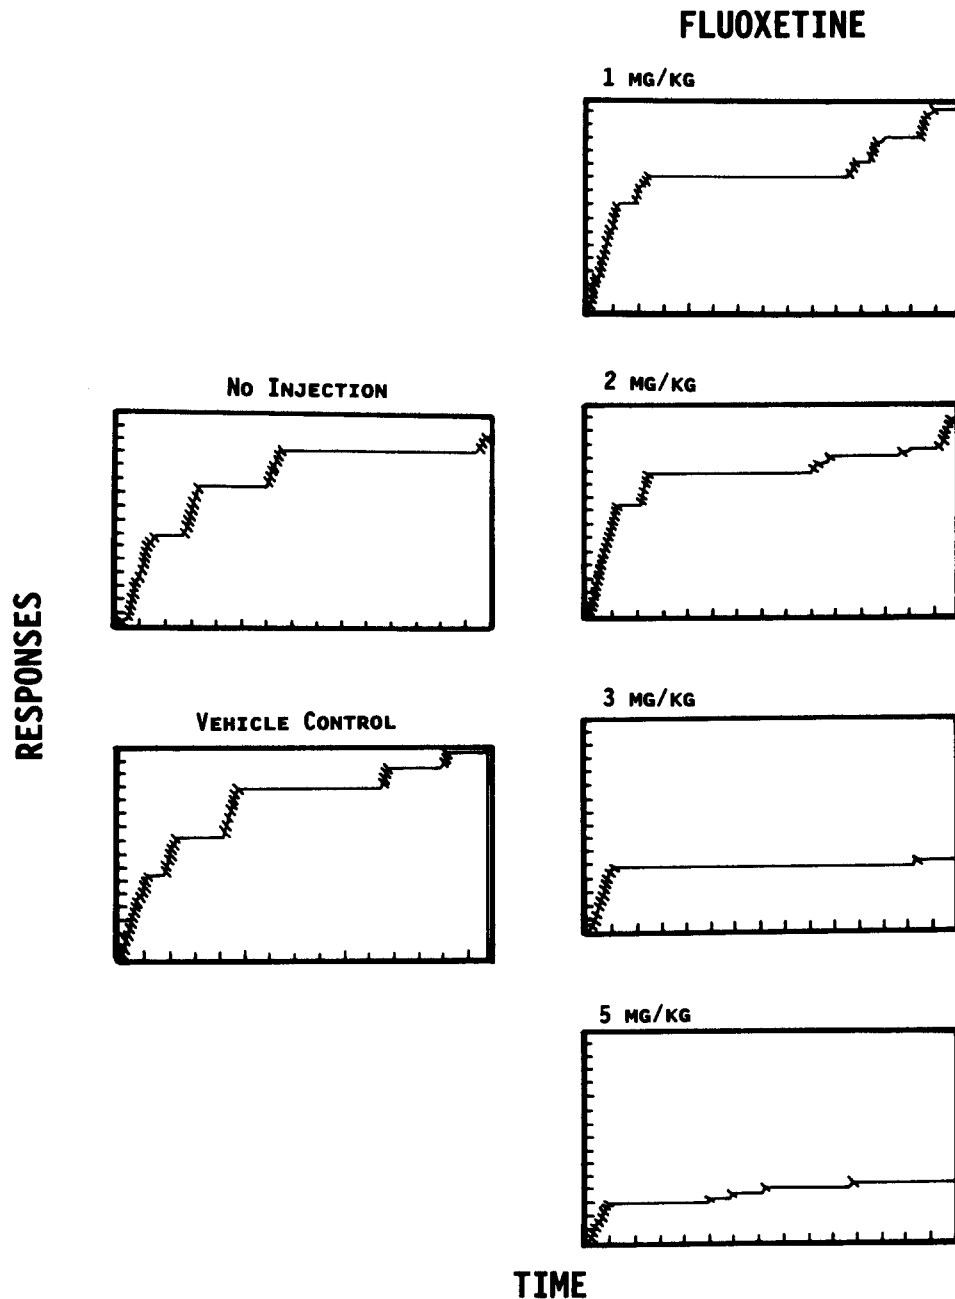 FLUOXETINE
1 MG/KG
No INJECTION
2 MG/KG
RESPONSES
VEHICLE CONTROL
3 MG/KG
5 MG/KG
TIME